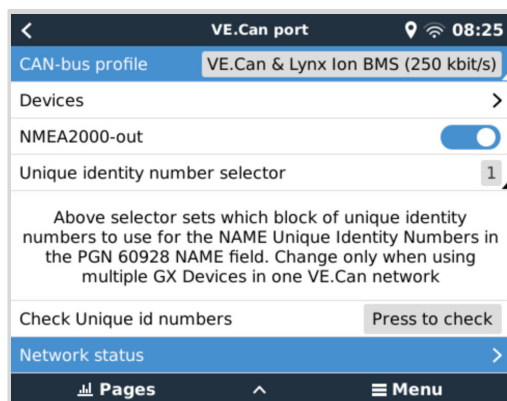 VE.Can port 08:25
CAN-bus profile VE.Can & Lynx Ion BMS (250 kbit/s)
Devices
NMEA2000-out
Unique identity number selector 1
Above selector sets which block of unique identity
numbers to use for the NAME Unique Identity Numbers in
the PGN 60928 NAME field. Change only when using
multiple GX Devices in one VE.Can network
Check Unique id numbers Press to check
Network status
Pages Menu